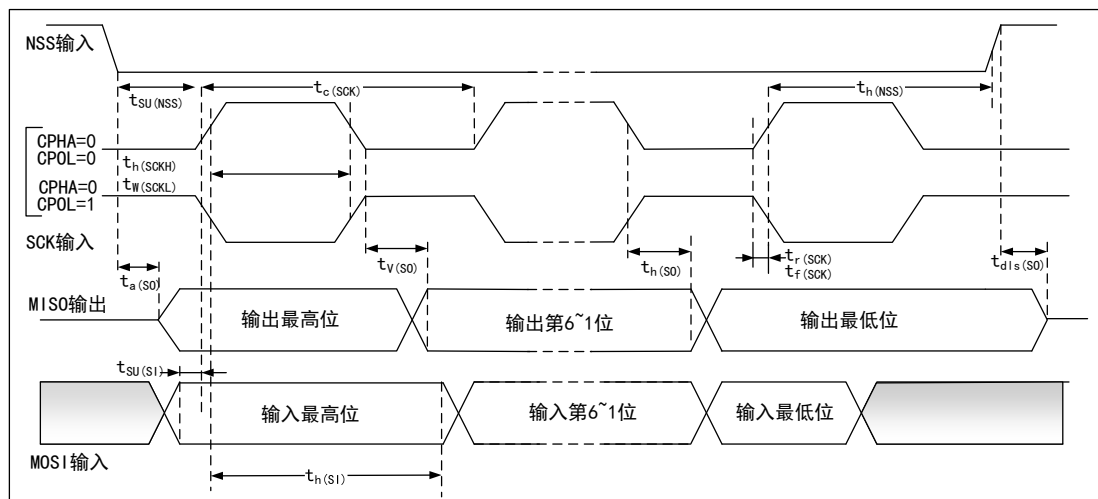 NSS输入
tSU(NSS)
tc(SCK)
th(NSS)
CPHA=0
CPOL=0
th(SCKH)
CPHA=0
CPOL=1
tW(SCKL)
SCK输入
ta(SO)
tV(SO)
th(SO)
tr(SCK)
tf(SCK)
tdis(SO)
MISO输出
输出最高位
输出第6~1位
输出最低位
tSU(SI)
输入最高位
输入第6~1位
输入最低位
MOSI输入
th(SI)